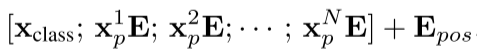 [x_class; x_p^1 E; x_p^2 E; ⋯ ; x_p^N E] + E_pos